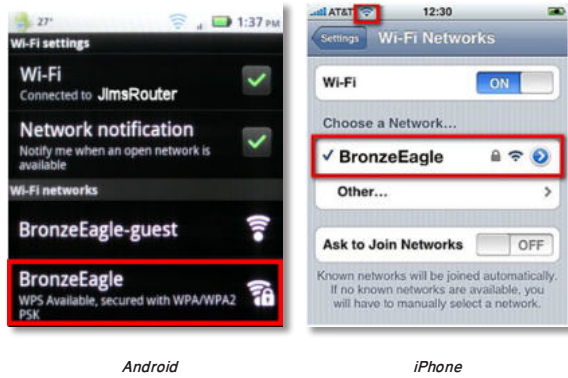 27°
1:37 PM
Wi-Fi settings
Wi-Fi
Connected to JimsRouter
Network notification
Notify me when an open network is
available
Wi-Fi networks
BronzeEagle-guest
BronzeEagle
WPS Available, secured with WPA/WPA2
PSK
Android
AT&T
12:30
Settings
Wi-Fi Networks
Wi-Fi
ON
Choose a Network...
BronzeEagle
Other...
Ask to Join Networks
OFF
Known networks will be joined automatically.
If no known networks are available, you
will have to manually select a network.
iPhone